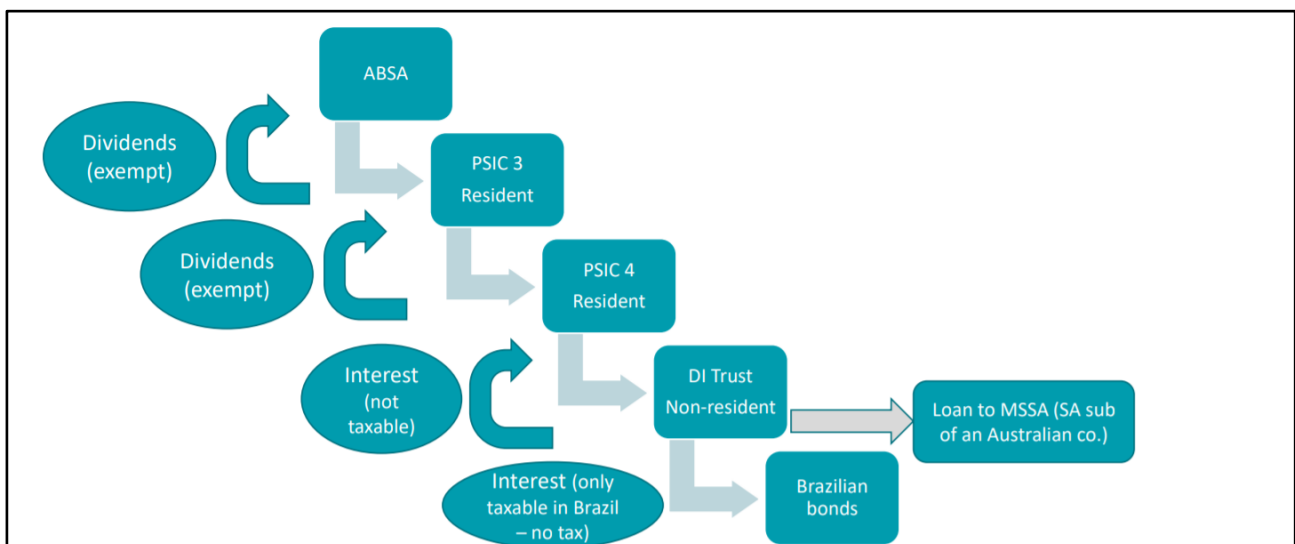 ABSA
Dividends
(exempt)
PSIC 3
Resident
Dividends
(exempt)
PSIC 4
Resident
Interest
(not
taxable)
DI Trust
Non-resident
Loan to MSSA (SA sub
of an Australian co.)
Interest (only
taxable in Brazil
– no tax)
Brazilian
bonds